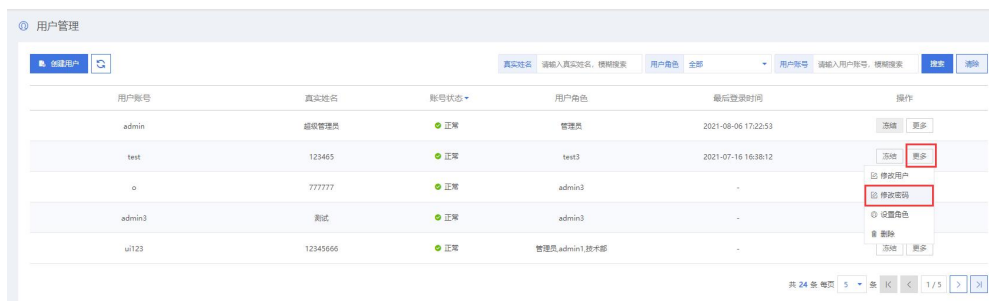 用户管理
创建用户 真实姓名 请输入真实姓名，模糊搜索 用户角色 全部 用户账号 请输入用户账号，模糊搜索 搜索 清除
用户账号 真实姓名 账号状态 用户角色 最后登录时间 操作
admin 超级管理员 正常 管理员 2021-08-06 17:22:53 冻结 更多
test 123465 正常 test3 2021-07-16 16:38:12 冻结 更多
修改用户
o 777777 正常 admin3 -
修改密码
admin3 测试 正常 admin3 -
设置角色
删除
ui123 12345666 正常 管理员,admin1,技术部 - 冻结 更多
共 24 条 每页 5 条 1 / 5